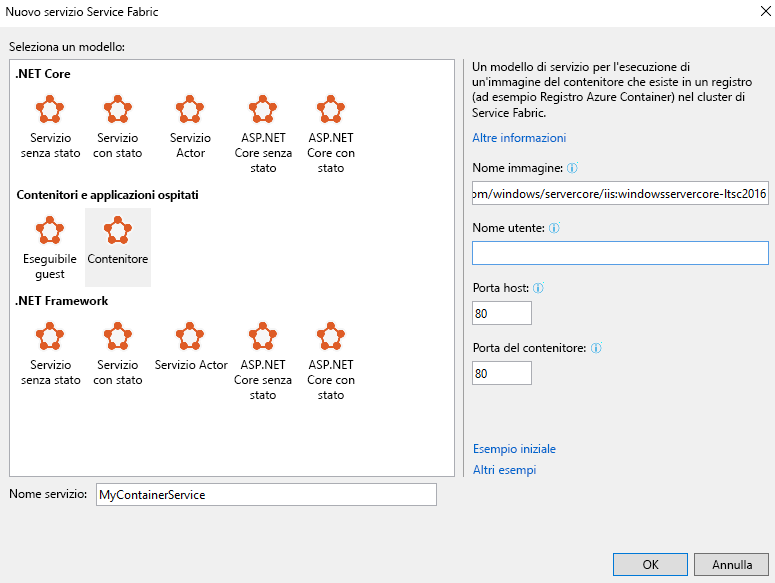 Nuovo servizio Service Fabric
Seleziona un modello:
.NET Core
Servizio
senza stato
Servizio
con stato
Servizio
Actor
ASP.NET
Core senza
stato
ASP.NET
Core con
stato
Contenitori e applicazioni ospitati
Eseguibile
guest
Contenitore
.NET Framework
Servizio
senza stato
Servizio
con stato
Servizio Actor
ASP.NET
Core senza
stato
ASP.NET
Core con
stato
Un modello di servizio per l'esecuzione di
un'immagine del contenitore che esiste in un registro
(ad esempio Registro Azure Container) nel cluster di
Service Fabric.
Altre informazioni
Nome immagine:
om/windows/servercore/iis:windowsservercore-ltsc2016
Nome utente:
Porta host:
80
Porta del contenitore:
80
Esempio iniziale
Altri esempi
Nome servizio: MyContainerService
OK Annulla